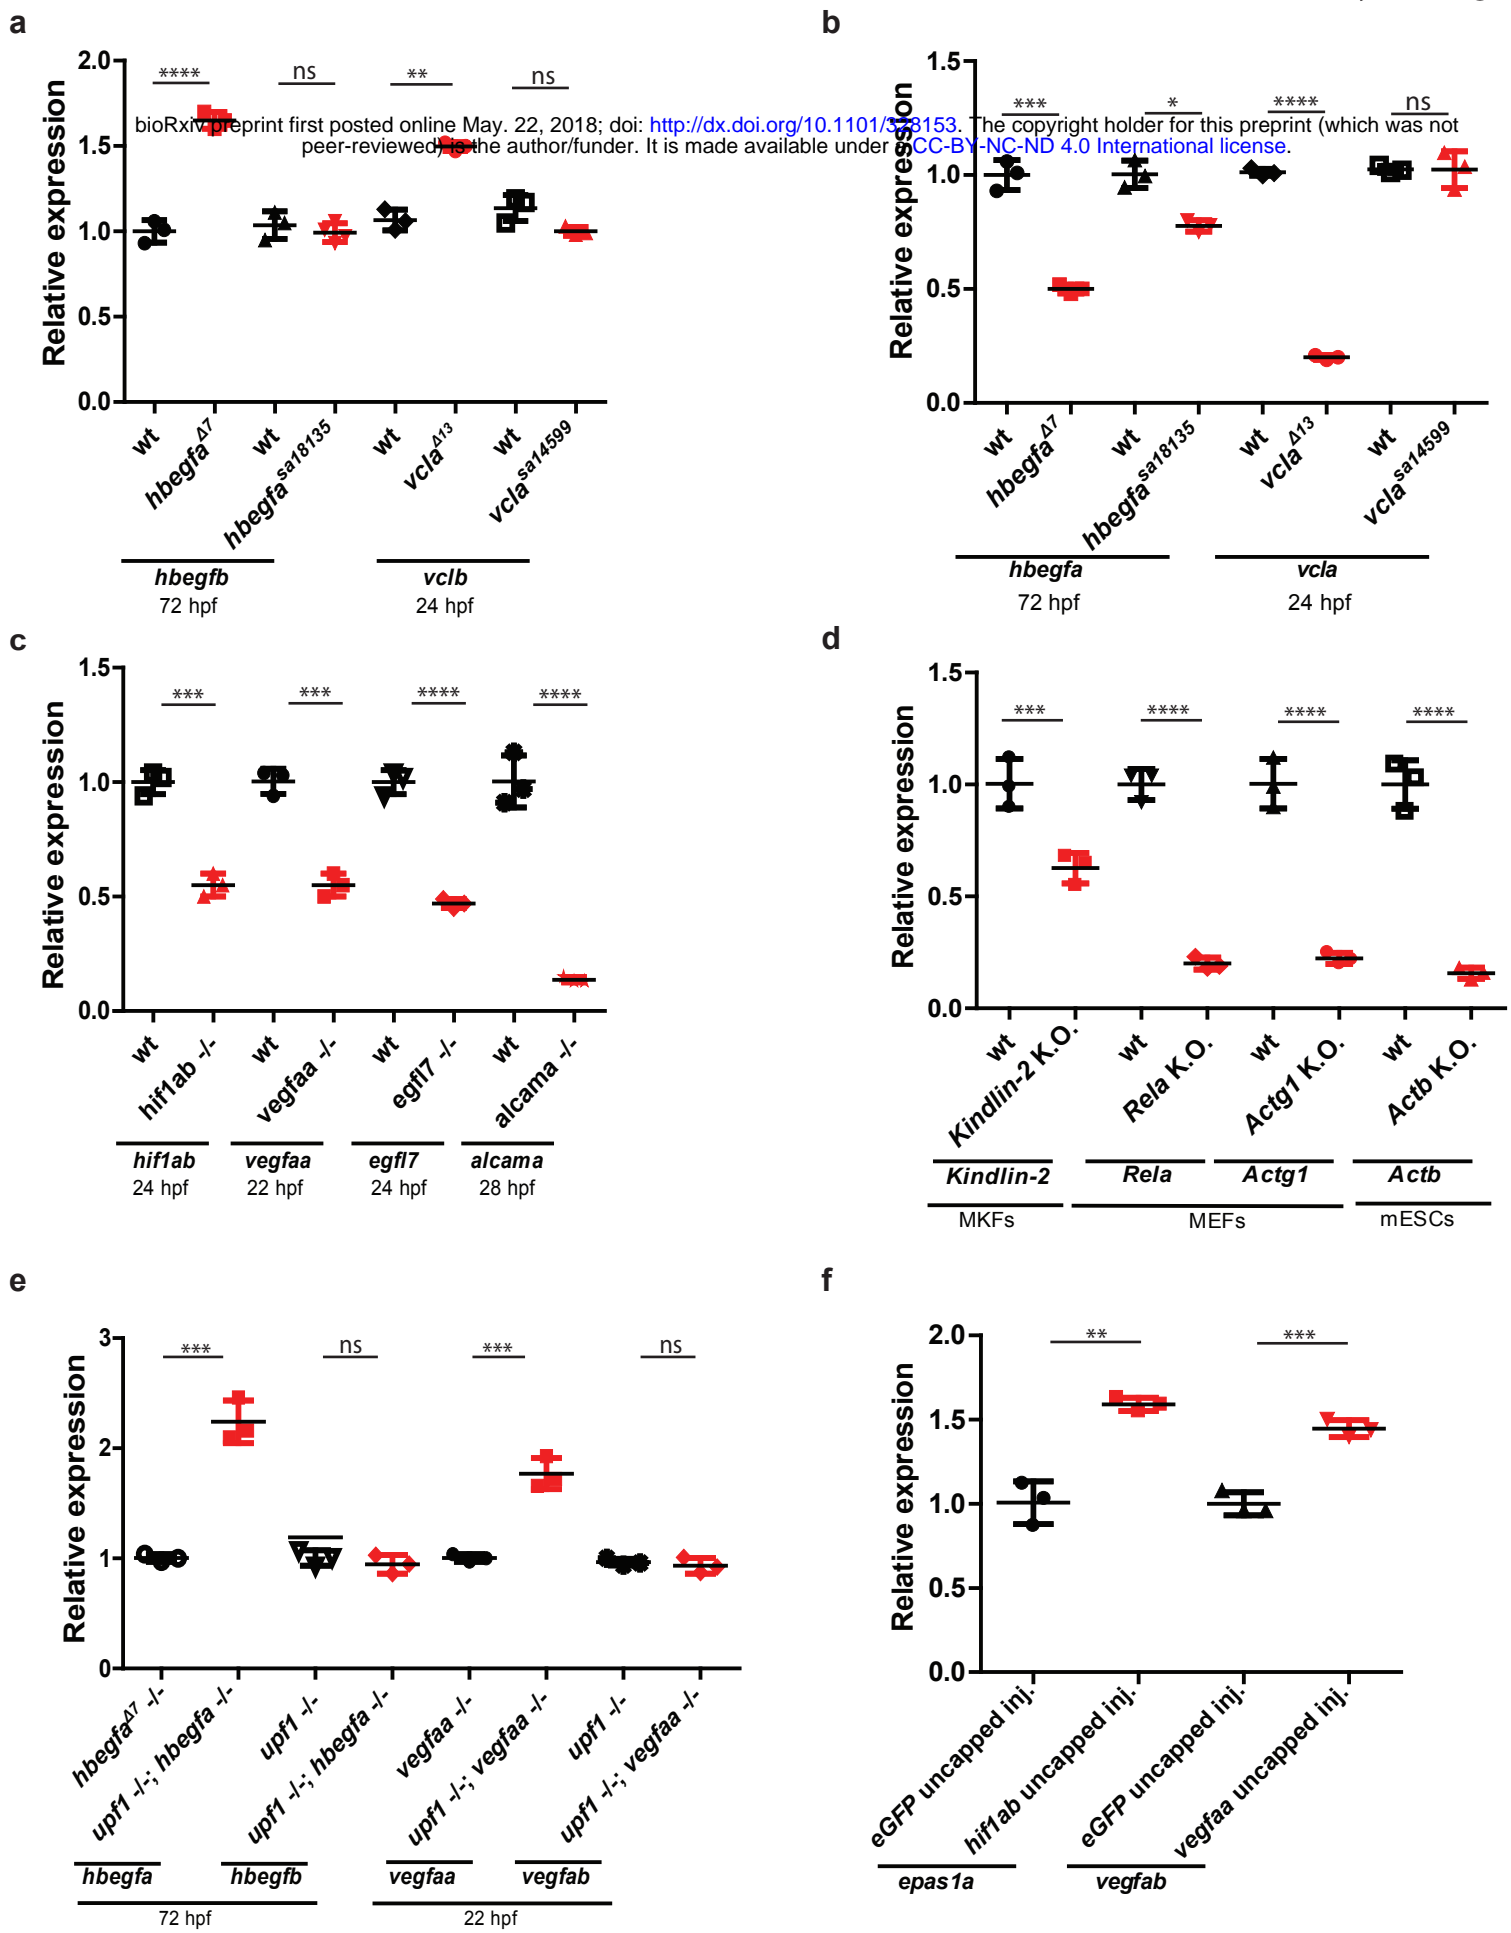 a
2.0
1.5
1.0
0.5
0.0
Relative expression
****
ns
**
ns
bioRxiv preprint first posted online May. 22, 2018; doi: http://dx.doi.org/10.1101/328153. The copyright holder for this preprint (which was not
peer-reviewed) is the author/funder. It is made available under a CC-BY-NC-ND 4.0 International license.
wt
hbegfaΔ7
wt
hbegfasa18135
wt
vclaΔ13
wt
vclasa14599
hbegfb
72 hpf
vclb
24 hpf
b
1.5
1.0
0.5
0.0
Relative expression
***
*
****
ns
wt
hbegfaΔ7
wt
hbegfasa18135
wt
vclaΔ13
wt
vclasa14599
hbegfa
72 hpf
vcla
24 hpf
c
1.5
1.0
0.5
0.0
Relative expression
***
***
****
****
wt
hif1ab -/-
wt
vegfaa -/-
wt
egfl7 -/-
wt
alcama -/-
hif1ab
24 hpf
vegfaa
22 hpf
egfl7
24 hpf
alcama
28 hpf
d
1.5
1.0
0.5
0.0
Relative expression
***
****
****
****
wt
Kindlin-2 K.O.
wt
Rela K.O.
wt
Actg1 K.O.
wt
Actb K.O.
Kindlin-2
Rela
Actg1
Actb
MKFs
MEFs
mESCs
e
3
2
1
0
Relative expression
***
ns
***
ns
hbegfaΔ7 -/-
upf1 -/-; hbegfa -/-
upf1 -/-
upf1 -/-; hbegfa -/-
vegfaa -/-
upf1 -/-; vegfaa -/-
upf1 -/-
upf1 -/-; vegfaa -/-
hbegfa
hbegfb
vegfaa
vegfab
72 hpf
22 hpf
f
2.0
1.5
1.0
0.5
0.0
Relative expression
**
***
eGFP uncapped inj.
hif1ab uncapped inj.
eGFP uncapped inj.
vegfaa uncapped inj.
epas1a
vegfab